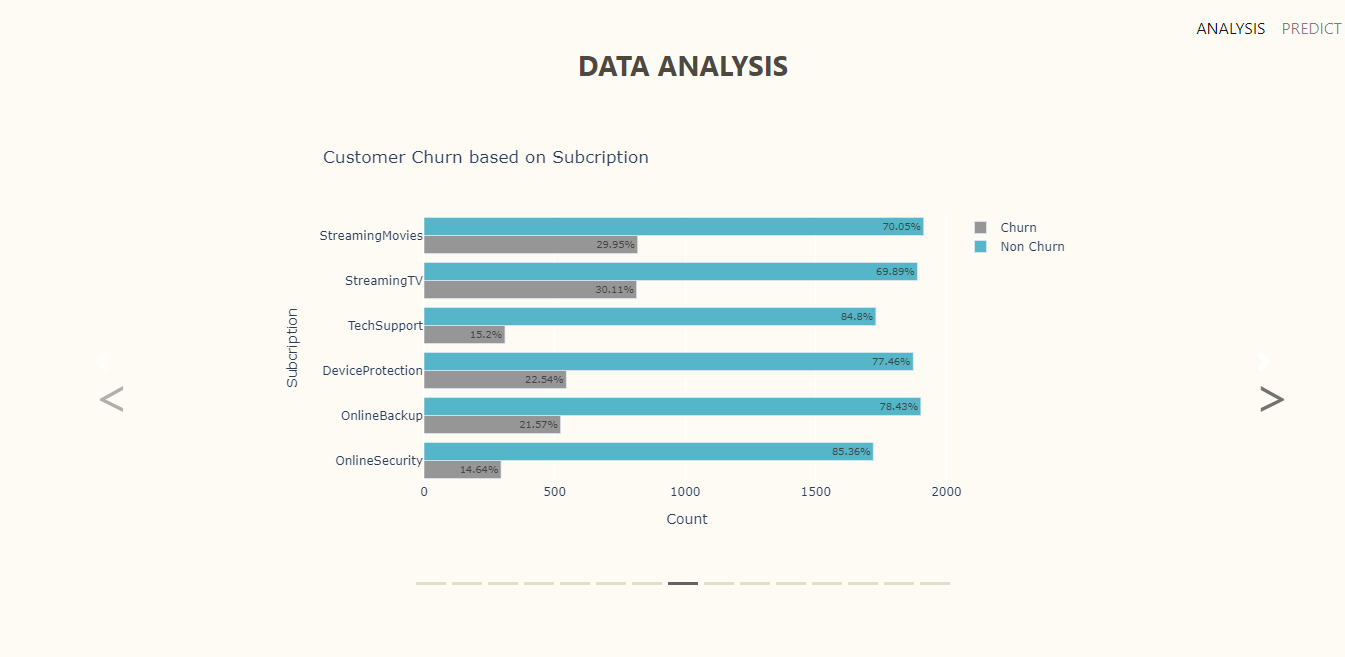 ANALYSIS PREDICT
DATA ANALYSIS
Customer Churn based on Subcription
Churn
Non Churn
Subcription
StreamingMovies
70.05%
29.95%
StreamingTV
69.89%
30.11%
TechSupport
84.8%
15.2%
DeviceProtection
77.46%
22.54%
OnlineBackup
78.43%
21.57%
OnlineSecurity
85.36%
14.64%
0 500 1000 1500 2000
Count
< >